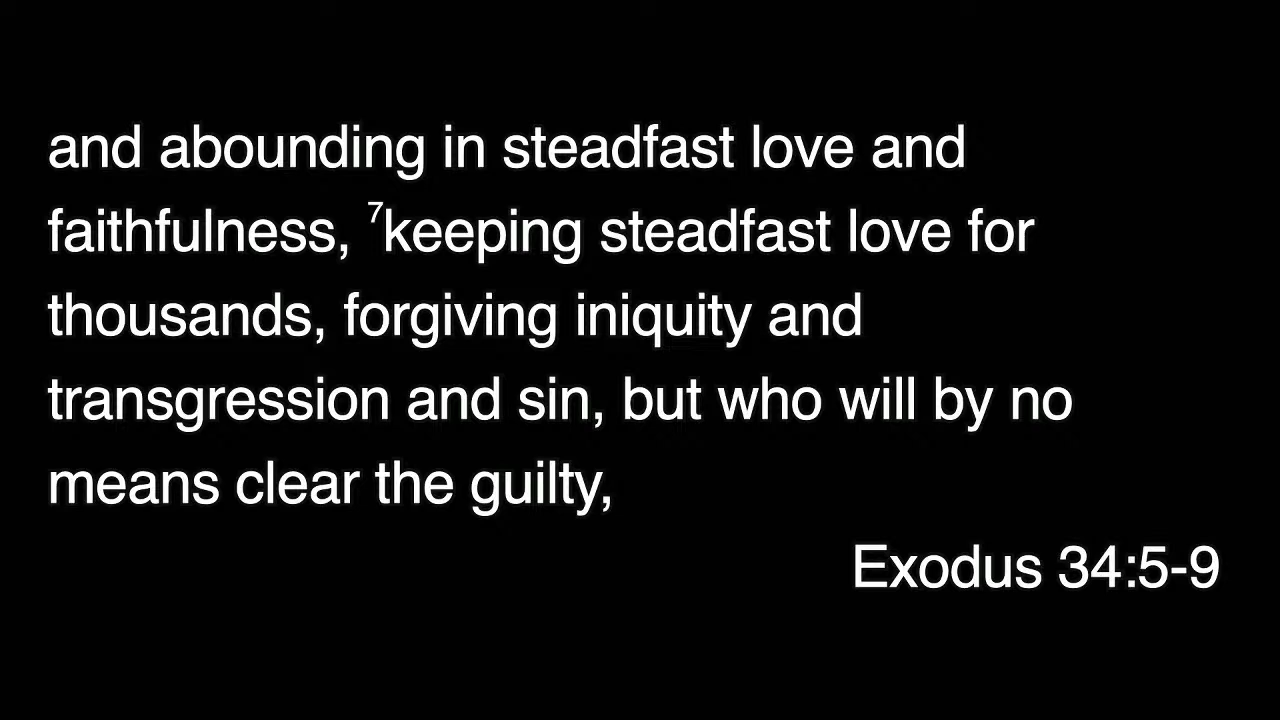 and abounding in steadfast love and
faithfulness, ⁷keeping steadfast love for
thousands, forgiving iniquity and
transgression and sin, but who will by no
means clear the guilty,
Exodus 34:5-9